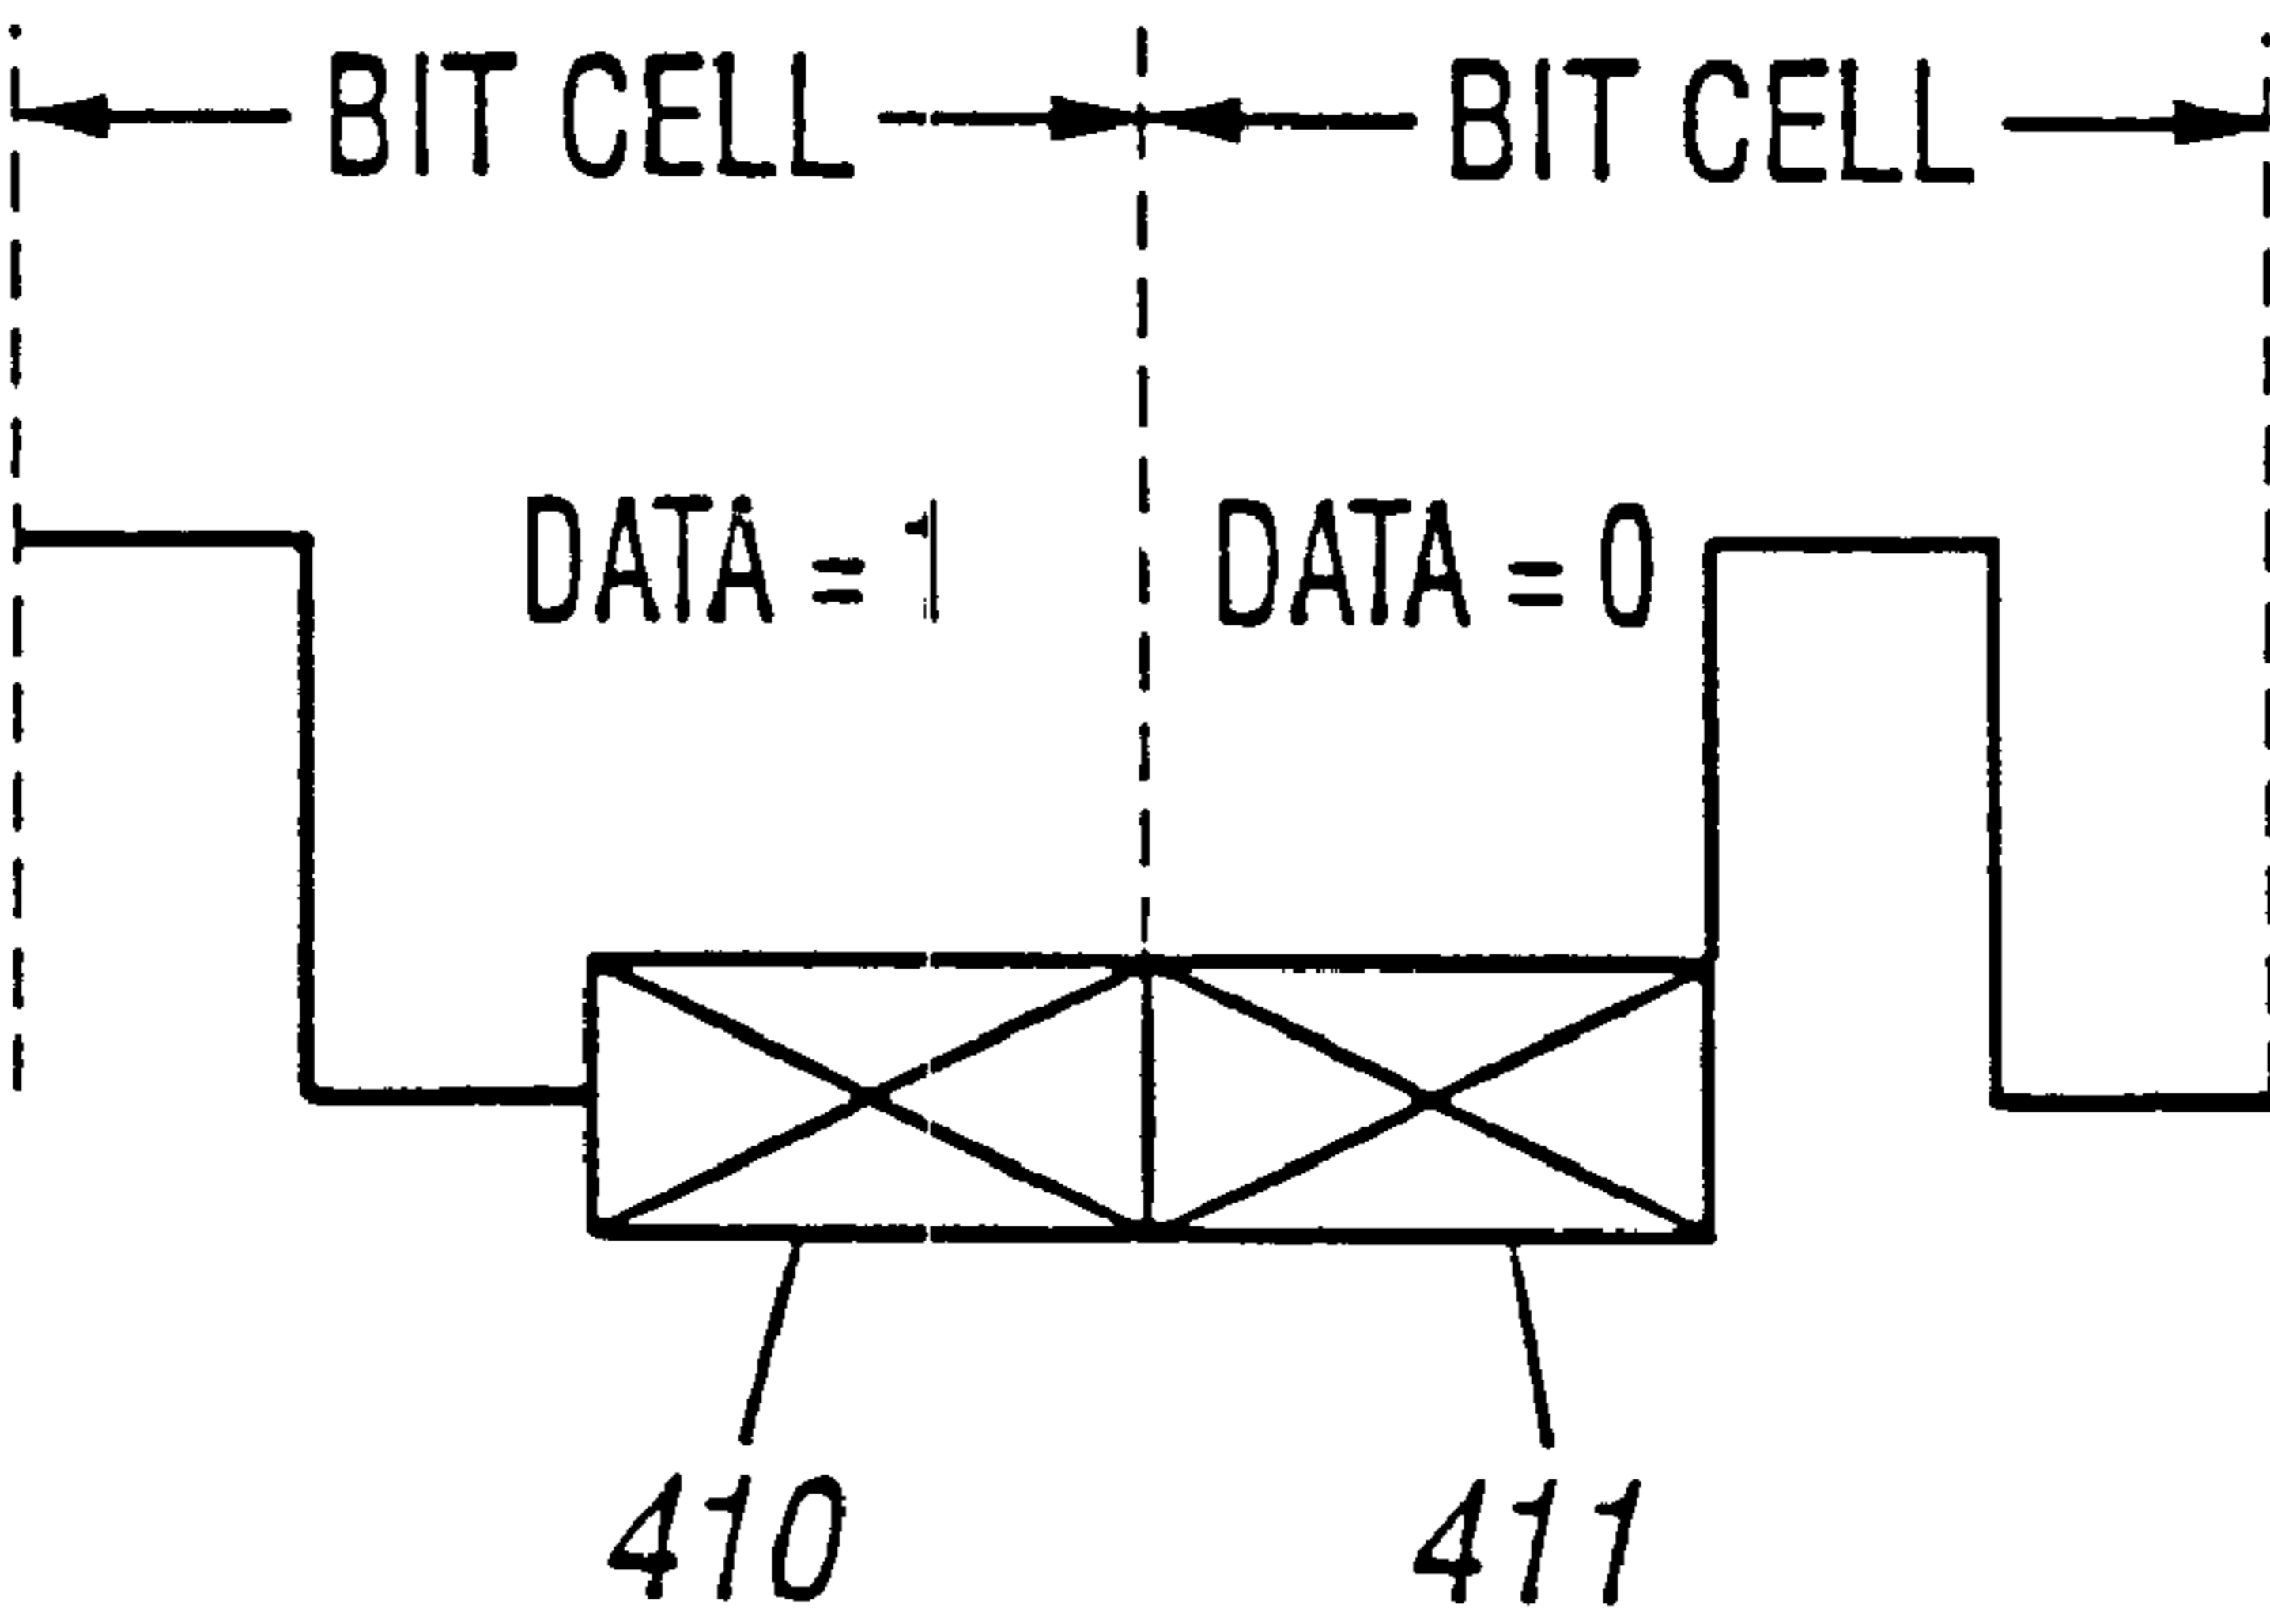 BIT CELL BIT CELL
DATA = 1 DATA = 0
410 411